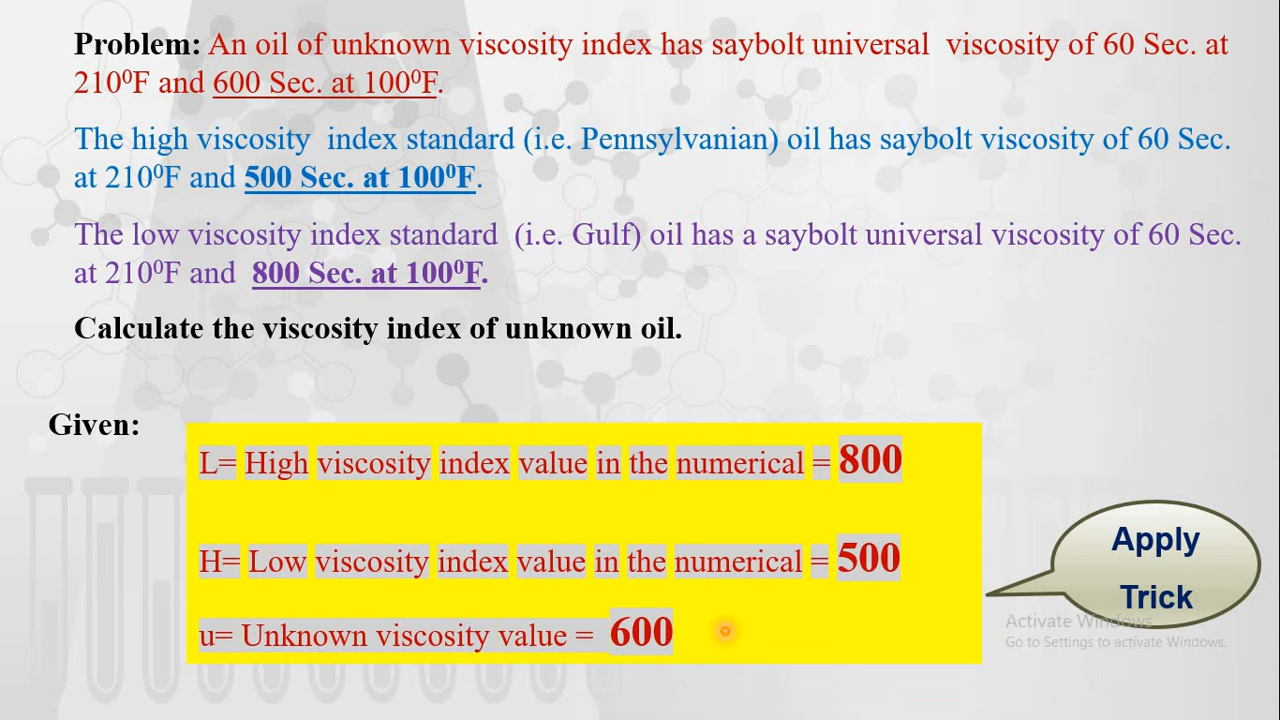 Problem: An oil of unknown viscosity index has saybolt universal viscosity of 60 Sec. at
210⁰F and 600 Sec. at 100⁰F.
The high viscosity index standard (i.e. Pennsylvanian) oil has saybolt viscosity of 60 Sec.
at 210⁰F and 500 Sec. at 100⁰F.
The low viscosity index standard (i.e. Gulf) oil has a saybolt universal viscosity of 60 Sec.
at 210⁰F and 800 Sec. at 100⁰F.
Calculate the viscosity index of unknown oil.
Given:
L= High viscosity index value in the numerical = 800
H= Low viscosity index value in the numerical = 500
u= Unknown viscosity value = 600
Apply
Trick
Activate Windows
Go to Settings to activate Windows.